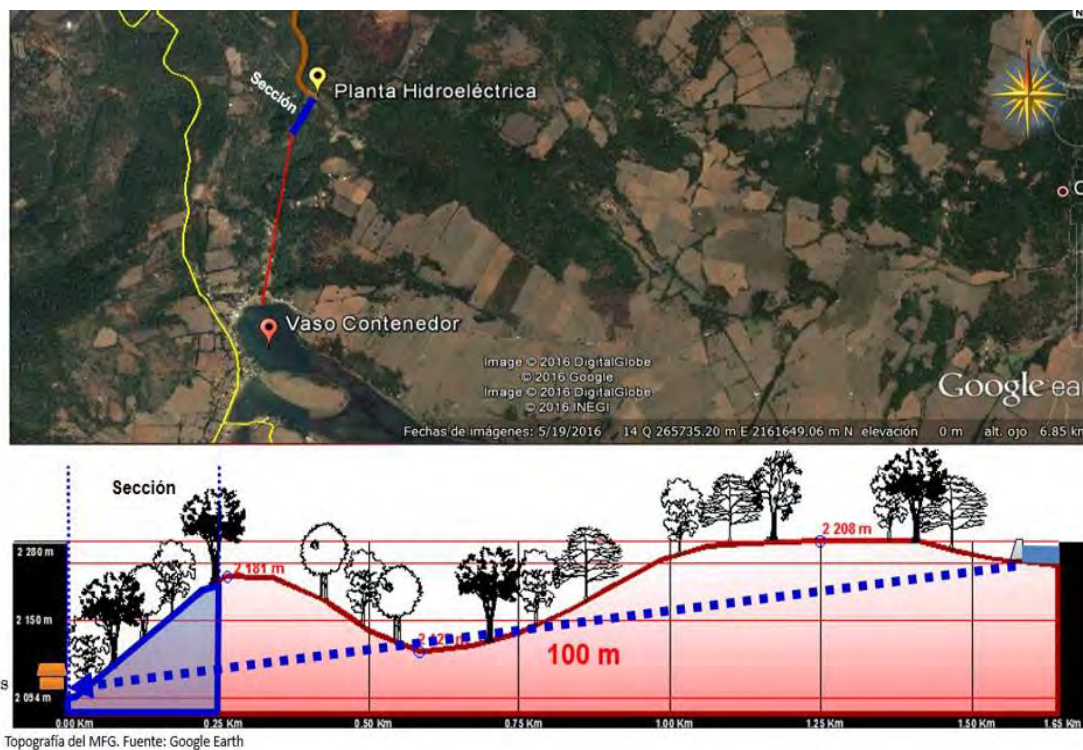 N
Sección
Planta Hidroeléctrica
Vaso Contenedor
Image © 2016 DigitalGlobe
© 2016 Google
Image © 2016 DigitalGlobe
© 2016 INEGI
Google ea
Fechas de imágenes: 5/19/2016 14 Q 265735.20 m E 2161649.06 m N elevación 0 m alt. ojo 6.85 km
Sección
2 280 m
2 181 m
2 208 m
2 150 m
100 m
2 094 m
s
0.00 Km 0.25 Km 0.50 Km 0.75 Km 1.00 Km 1.25 Km 1.50 Km 1.65 Km
Topografía del MFG. Fuente: Google Earth